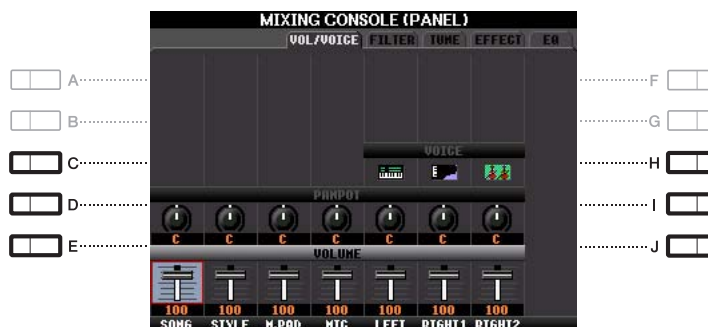 MIXING CONSOLE (PANEL)
VOL/VOICE FILTER TUNE EFFECT EQ
A F
B G
VOICE
C H
PANPOT
D I
C C C C C C C
VOLUME
E J
100 100 100 100 100 100 100
SONG STYLE M.PAD MIC LEFT RIGHT1 RIGHT2